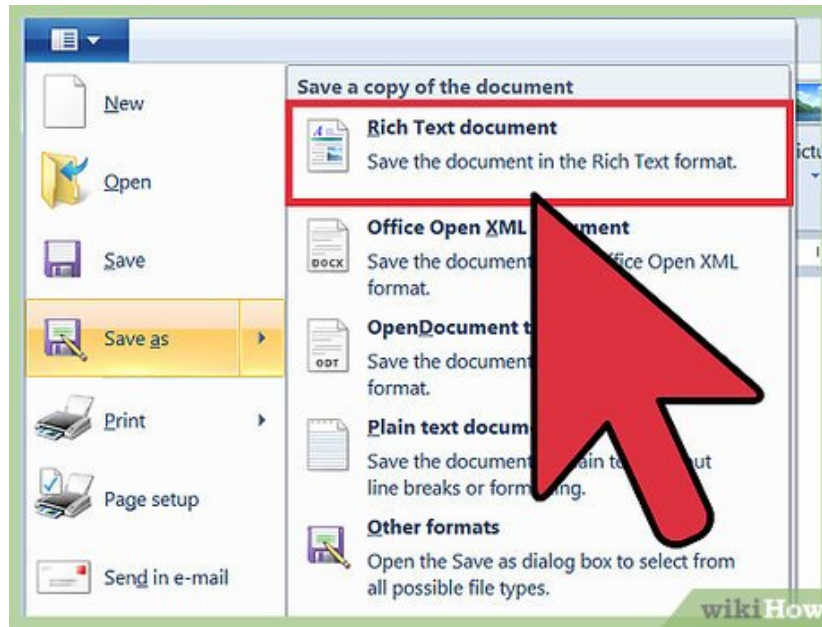 New
Open
Save
Save as
Print
Page setup
Send in e-mail
Save a copy of the document
Rich Text document
Save the document in the Rich Text format.
Office Open XML
Save the document Office Open XML
format.
OpenDocument
Save the document
format.
Plain text
Save the document
line breaks or
Other formats
Open the Save as dialog box to select from
all possible file types.
DOCX
ODT
wikiHow